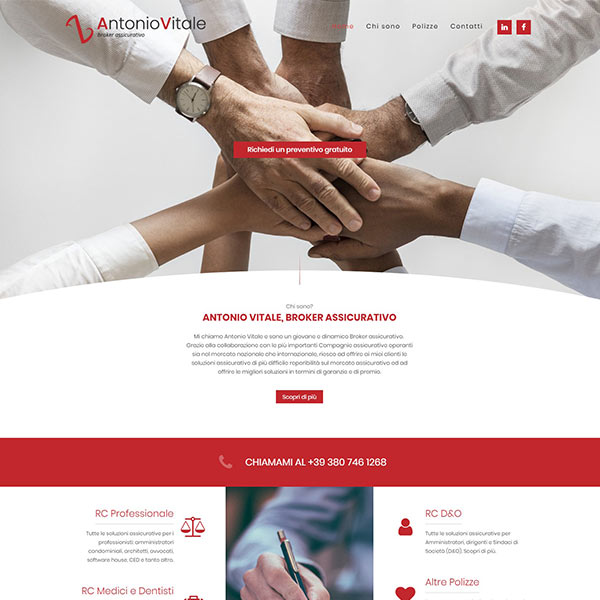 AntonioVitale
Broker assicurativo
Home Chi sono Polizze Contatti
Richiedi un preventivo gratuito
Chi sono?
ANTONIO VITALE, BROKER ASSICURATIVO
Mi chiamo Antonio Vitale e sono un giovane e dinamico Broker assicurativo.
Grazie alla collaborazione con le più importanti Compagnie assicurative operanti
sia nel mercato nazionale che internazionale, riesco ad offrire ai miei clienti le
soluzioni assicurative di più difficile reperibilità sul mercato assicurativo ed ad
offrire le migliori soluzioni in termini di garanzie e di premio.
Scopri di più
CHIAMAMI AL +39 380 746 1268
RC Professionale
Tutte le soluzioni assicurative per i
professionisti: amministratori
condominiali, architetti, avvocati,
software house, CED e tanto altro.
RC Medici e Dentisti
RC D&O
Tutte le soluzioni assicurative per
Amministratori, dirigenti e Sindaci di
Società (D&O). Scopri di più.
Altre Polizze